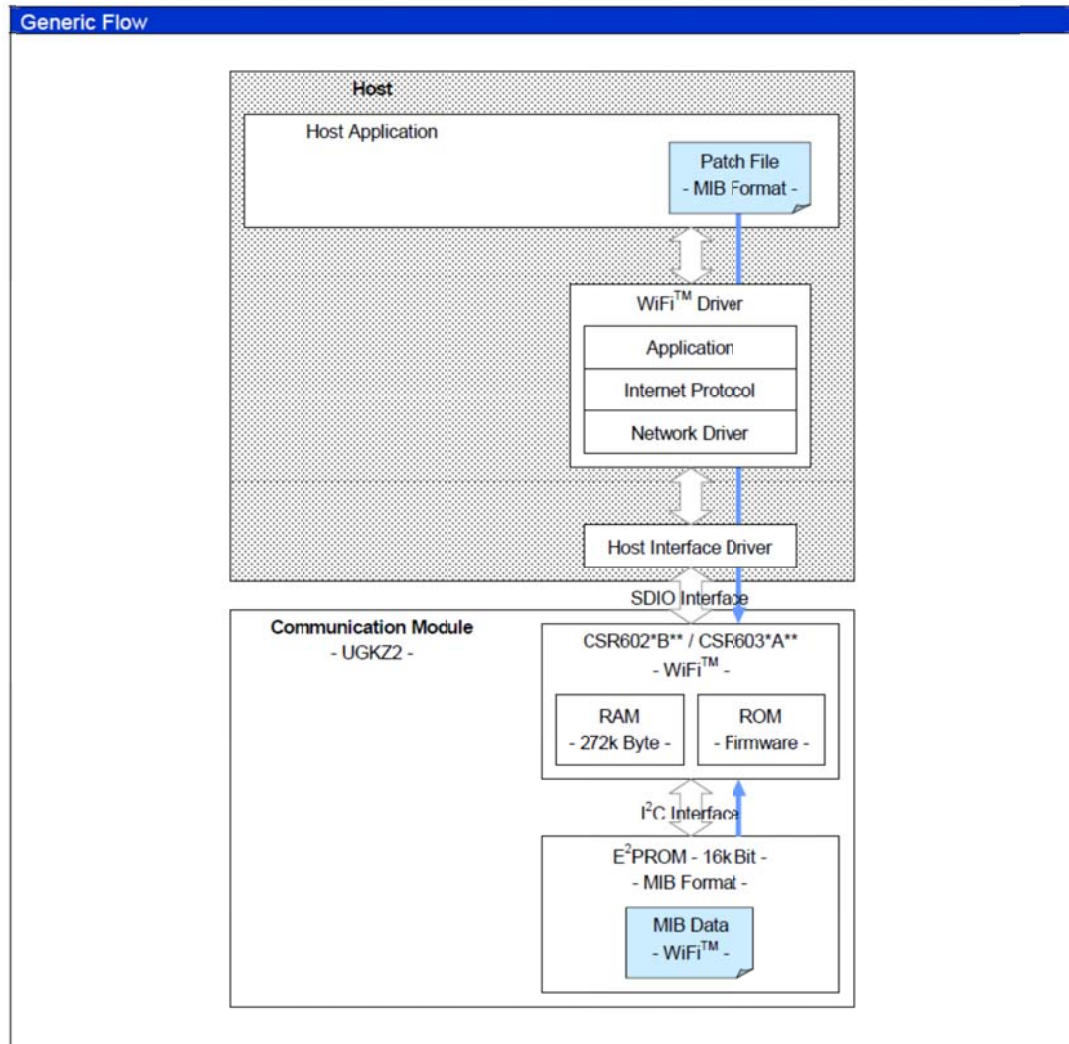 Generic Flow
Host
Host Application
Patch File
- MIB Format -
WiFi™ Driver
Application
Internet Protocol
Network Driver
Host Interface Driver
SDIO Interface
Communication Module
- UGKZ2 -
CSR602*B** / CSR603*A**
- WiFi™ -
RAM
- 272k Byte -
ROM
- Firmware -
I²C Interface
E²PROM - 16k Bit -
- MIB Format -
MIB Data
- WiFi™ -